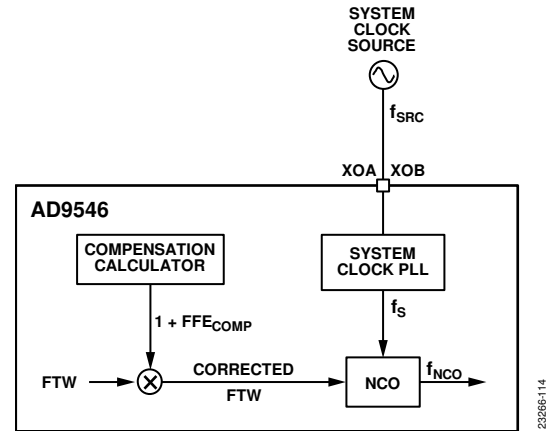 SYSTEM
CLOCK
SOURCE
fSRC
XOA XOB
AD9546
COMPENSATION
CALCULATOR
SYSTEM
CLOCK PLL
1 + FFECOMP
fS
FTW
CORRECTED
FTW
NCO
fNCO
23266-114